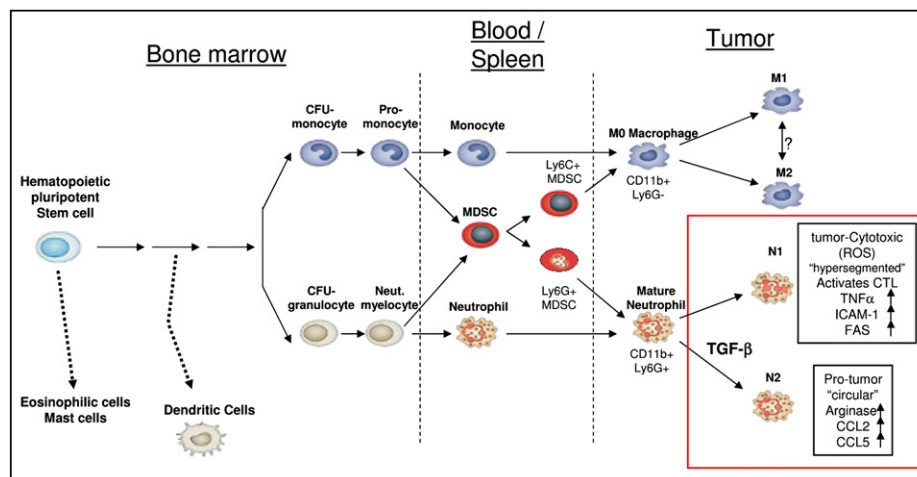 Bone marrow
Blood /
Spleen
Tumor
CFU-
monocyte
Pro-
monocyte
Monocyte
M0 Macrophage
CD11b+
Ly6G-
M1
?
M2
Hematopoietic
pluripotent
Stem cell
Ly6C+
MDSC
MDSC
Ly6G+
MDSC
CFU-
granulocyte
Neut.
myelocyte
Neutrophil
Mature
Neutrophil
CD11b+
Ly6G+
TGF-β
N1
tumor-Cytotoxic
(ROS)
“hypersegmented”
Activates CTL
TNFα
ICAM-1
FAS
N2
Pro-tumor
“circular”
Arginase
CCL2
CCL5
Eosinophilic cells
Mast cells
Dendritic Cells